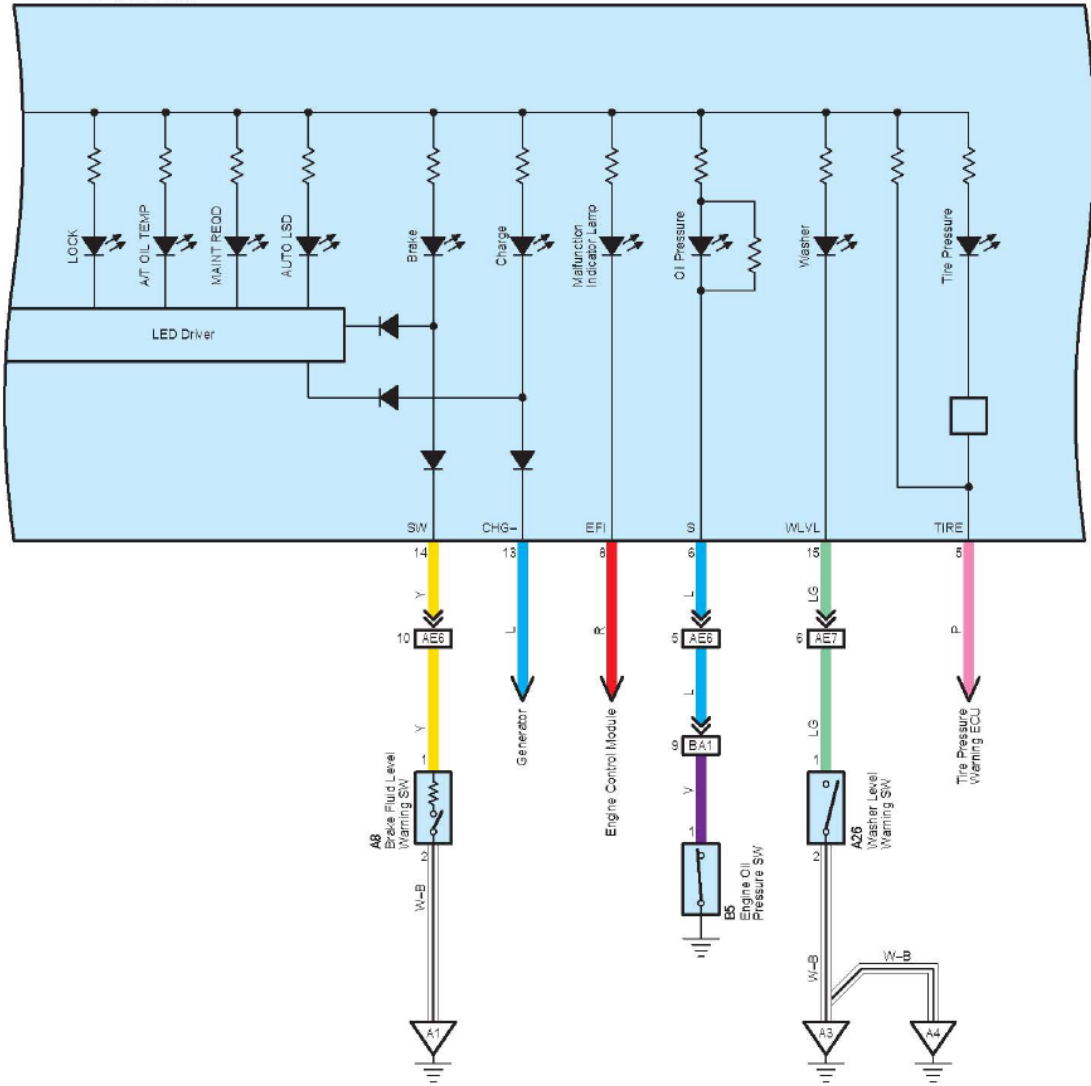 LOCK
A/T OIL TEMP
MAINT REQD
AUTO LSD
Brake
Charge
Malfunction
Indicator Lamp
Oil Pressure
Washer
Tire Pressure
LED Driver
SW
CHG-
EFI
S
WLVL
TIRE
14
13
8
6
15
5
Y
L
R
L
LG
P
10
AE6
5
AE6
6
AE7
Y
L
LG
9
BA1
Generator
Engine Control Module
Tire Pressure
Warning ECU
1
A8
Brake Fluid Level
Warning SW
2
V
1
B5
Engine Oil
Pressure SW
1
A26
Washer Level
Warning SW
2
W-B
W-B
W-B
A1
A3
A4